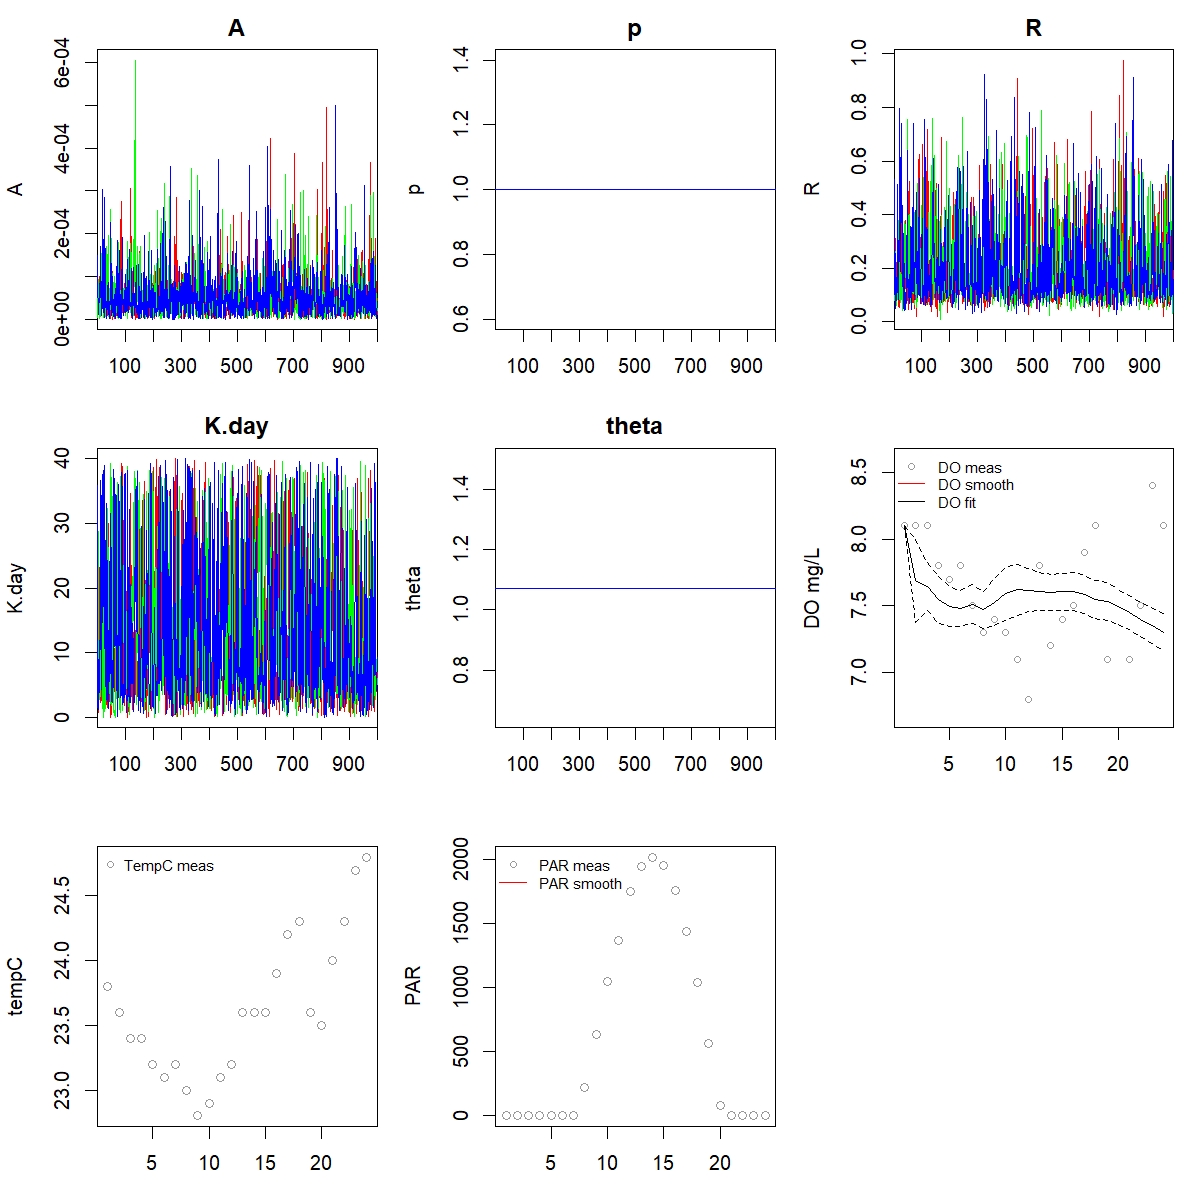 A
p
R
A
0e+00 2e-04 4e-04 6e-04
100 300 500 700 900
p
0.6 0.8 1.0 1.2 1.4
100 300 500 700 900
R
0.0 0.2 0.4 0.6 0.8 1.0
100 300 500 700 900
K.day
theta
K.day
0 10 20 30 40
100 300 500 700 900
theta
0.8 1.0 1.2 1.4
100 300 500 700 900
DO mg/L
7.0 7.5 8.0 8.5
DO meas
DO smooth
DO fit
5 10 15 20
tempC
23.0 23.5 24.0 24.5
TempC meas
5 10 15 20
PAR
0 500 1000 1500 2000
PAR meas
PAR smooth
5 10 15 20